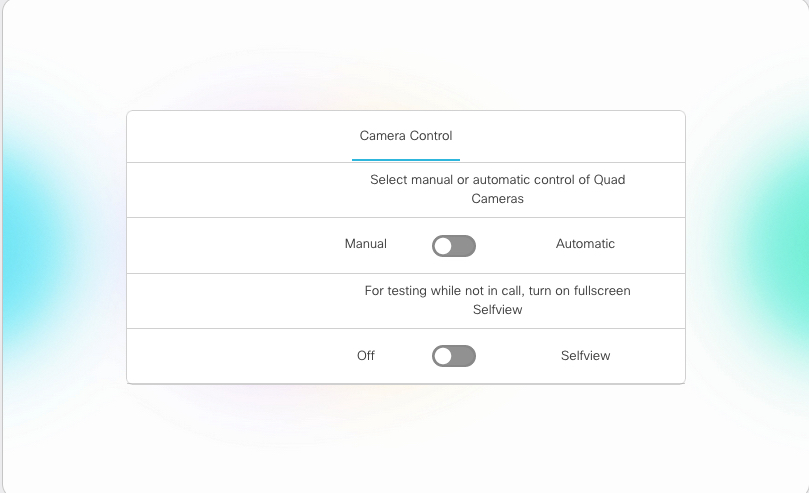 Camera Control
Select manual or automatic control of Quad
Cameras
Manual Automatic
For testing while not in call, turn on fullscreen
Selfview
Off Selfview